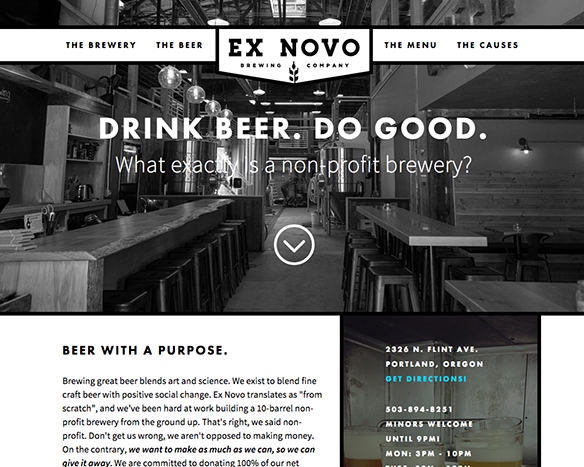 THE BREWERY THE BEER EX NOVO THE MENU THE CAUSES
BREWING COMPANY
DRINK BEER. DO GOOD.
What exactly is a non-profit brewery?
BEER WITH A PURPOSE.
Brewing great beer blends art and science. We exist to blend fine
craft beer with positive social change. Ex Novo translates as "from
scratch", and we've been hard at work building a 10-barrel non-
profit brewery from the ground up. That's right, we said non-
profit. Don't get us wrong, we aren't opposed to making money.
On the contrary, we want to make as much as we can, so we can
give it away. We are committed to donating 100% of our net
2326 N. FLINT AVE.
PORTLAND, OREGON
GET DIRECTIONS!
503-894-8251
MINORS WELCOME
UNTIL 9PM!
MON: 3PM - 10PM